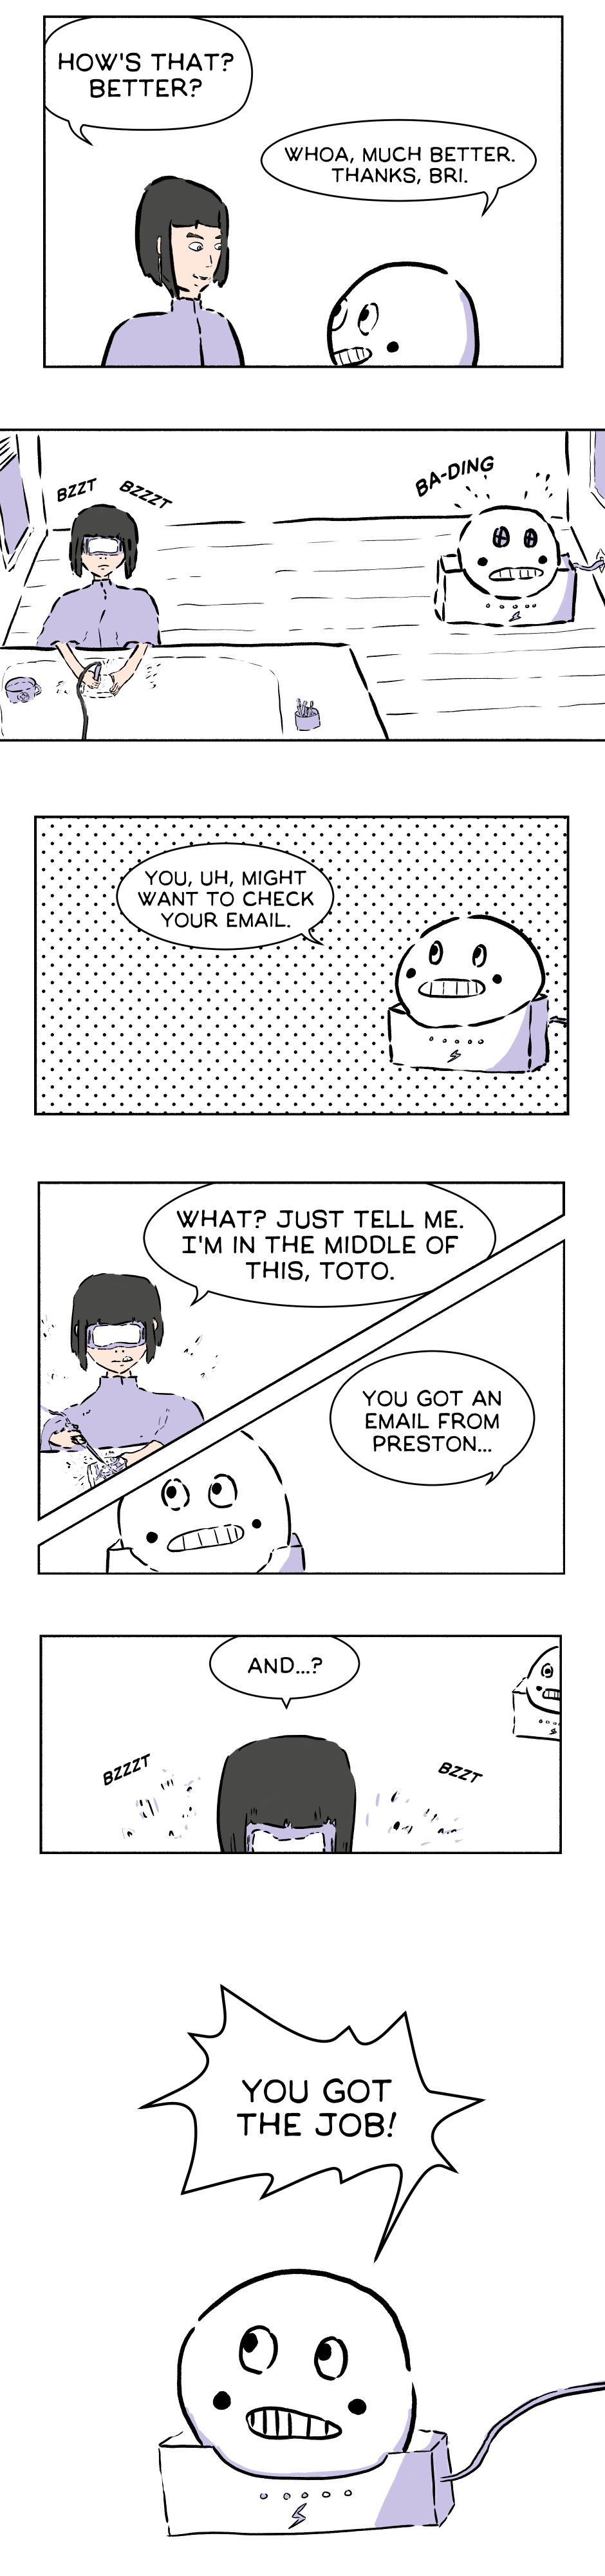 HOW'S THAT?
BETTER?
WHOA, MUCH BETTER.
THANKS, BRI.
BZZT
BZZZT
BA-DING
YOU, UH, MIGHT
WANT TO CHECK
YOUR EMAIL.
WHAT? JUST TELL ME.
I'M IN THE MIDDLE OF
THIS, TOTO.
YOU GOT AN
EMAIL FROM
PRESTON...
AND...?
BZZZT
BZZT
YOU GOT
THE JOB!